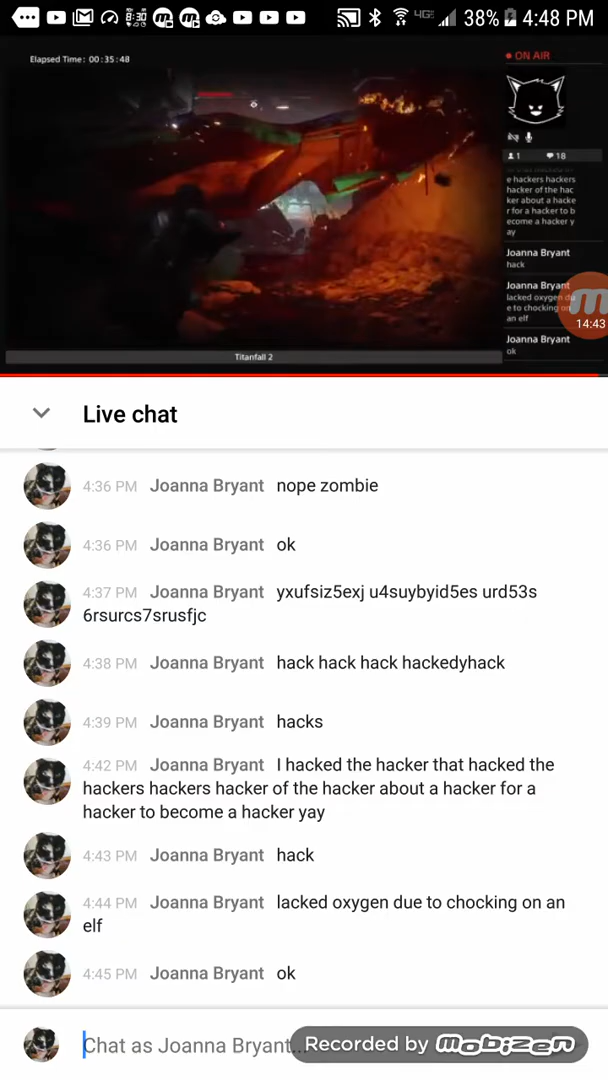 8:30
4G
38% 4:48 PM
Elapsed Time: 00:35:48
ON AIR
1 18
e hackers hackers
hacker of the hac
ker about a hacke
r for a hacker to b
ecome a hacker y
ay
Joanna Bryant
hack
Joanna Bryant
lacked oxygen
e to chocking on
an elf
14:43
Joanna Bryant
ok
Titanfall 2
Live chat
4:36 PM Joanna Bryant nope zombie
4:36 PM Joanna Bryant ok
4:37 PM Joanna Bryant yxufsiz5exj u4suybyid5es urd53s
6rsurcs7srusfjc
4:38 PM Joanna Bryant hack hack hack hackedyhack
4:39 PM Joanna Bryant hacks
4:42 PM Joanna Bryant I hacked the hacker that hacked the
hackers hackers hacker of the hacker about a hacker for a
hacker to become a hacker yay
4:43 PM Joanna Bryant hack
4:44 PM Joanna Bryant lacked oxygen due to chocking on an
elf
4:45 PM Joanna Bryant ok
Chat as Joanna Bryant...
Recorded by mobizen